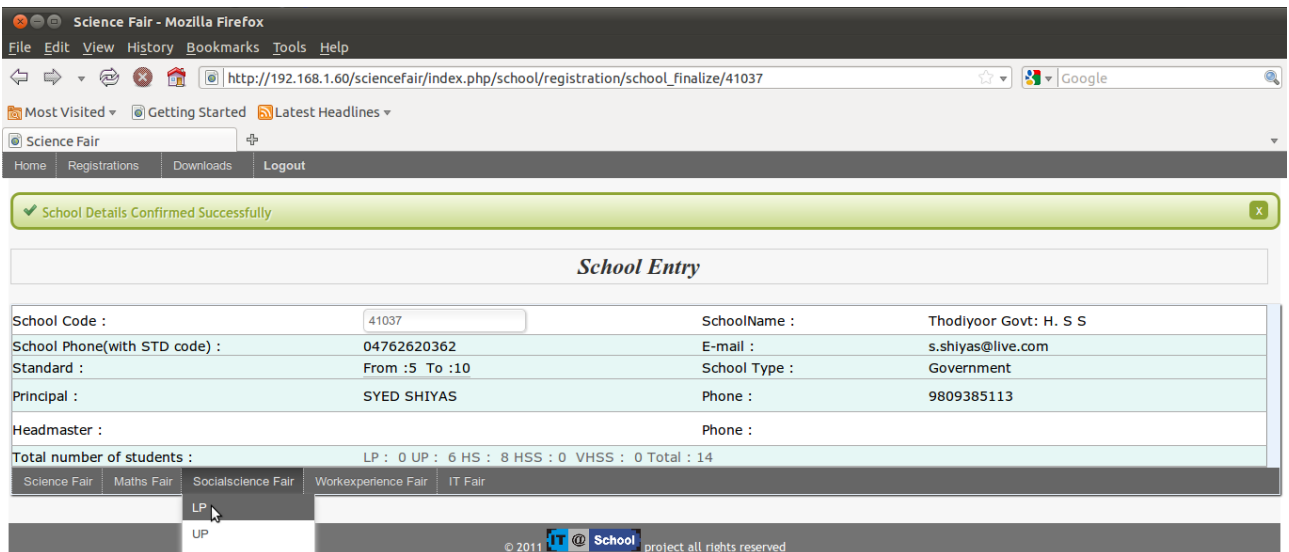 Science Fair - Mozilla Firefox
File Edit View History Bookmarks Tools Help
http://192.168.1.60/sciencefair/index.php/school/registration/school_finalize/41037 Google
Most Visited Getting Started Latest Headlines
Science Fair
Home Registrations Downloads Logout
School Details Confirmed Successfully X
School Entry
School Code : 41037 SchoolName : Thodiyoor Govt: H. S S
School Phone(with STD code) : 04762620362 E-mail : s.shiyas@live.com
Standard : From :5 To :10 School Type : Government
Principal : SYED SHIYAS Phone : 9809385113
Headmaster : Phone :
Total number of students : LP : 0 UP : 6 HS : 8 HSS : 0 VHSS : 0 Total : 14
Science Fair Maths Fair Socialscience Fair Workexperience Fair IT Fair
LP
UP
© 2011 IT @ School project all rights reserved